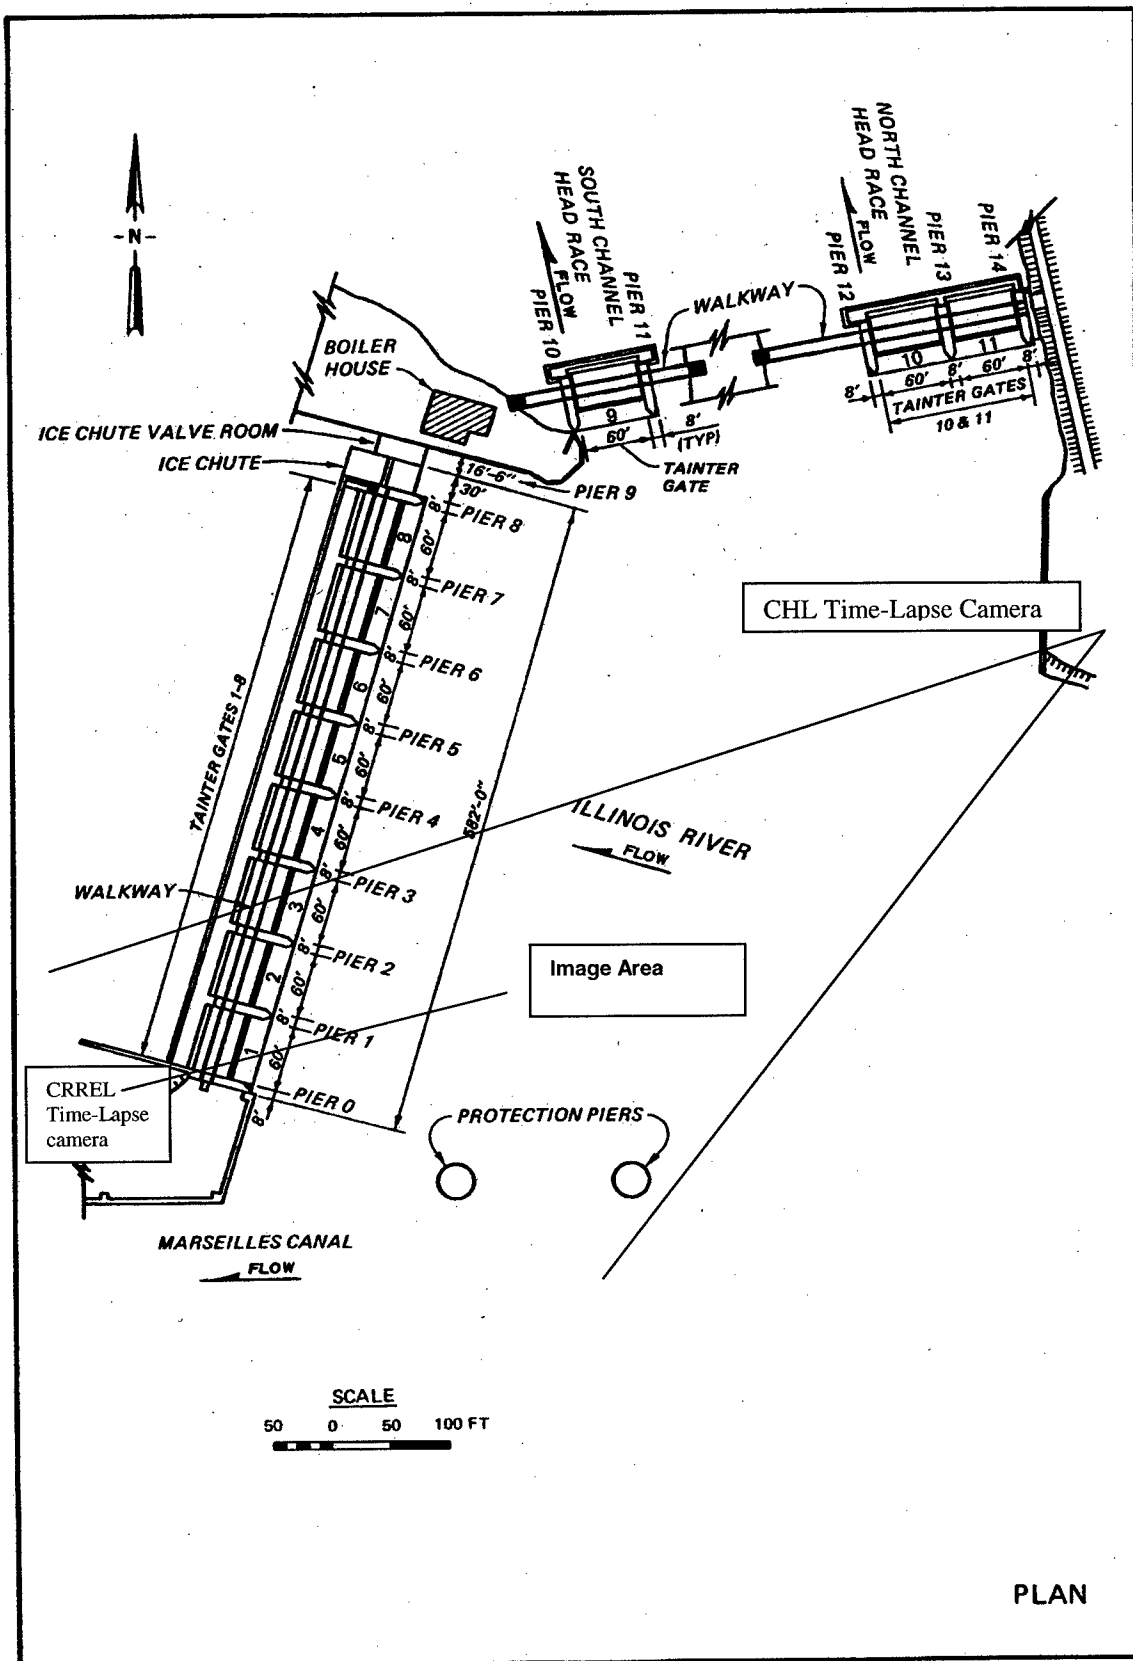 -N-
SOUTH CHANNEL
HEAD RACE
FLOW
PIER 10
PIER 11
NORTH CHANNEL
HEAD RACE
FLOW
PIER 12
PIER 13
PIER 14
WALKWAY
BOILER
HOUSE
ICE CHUTE VALVE ROOM
ICE CHUTE
9
60'
8'
(TYP)
TAINTER
GATE
10
11
8'
60'
8'
60'
8'
TAINTER GATES
10 & 11
16'-6"
30'
PIER 9
8'
PIER 8
8
60'
8'
PIER 7
7
60'
8'
PIER 6
6
60'
8'
PIER 5
5
60'
8'
PIER 4
4
60'
8'
PIER 3
3
60'
8'
PIER 2
2
60'
8'
PIER 1
1
60'
PIER 0
8'
TAINTER GATES 1-8
582'-0"
WALKWAY
CHL Time-Lapse Camera
ILLINOIS RIVER
FLOW
Image Area
CRREL
Time-Lapse
camera
PROTECTION PIERS
MARSEILLES CANAL
FLOW
SCALE
50 0 50 100 FT
PLAN